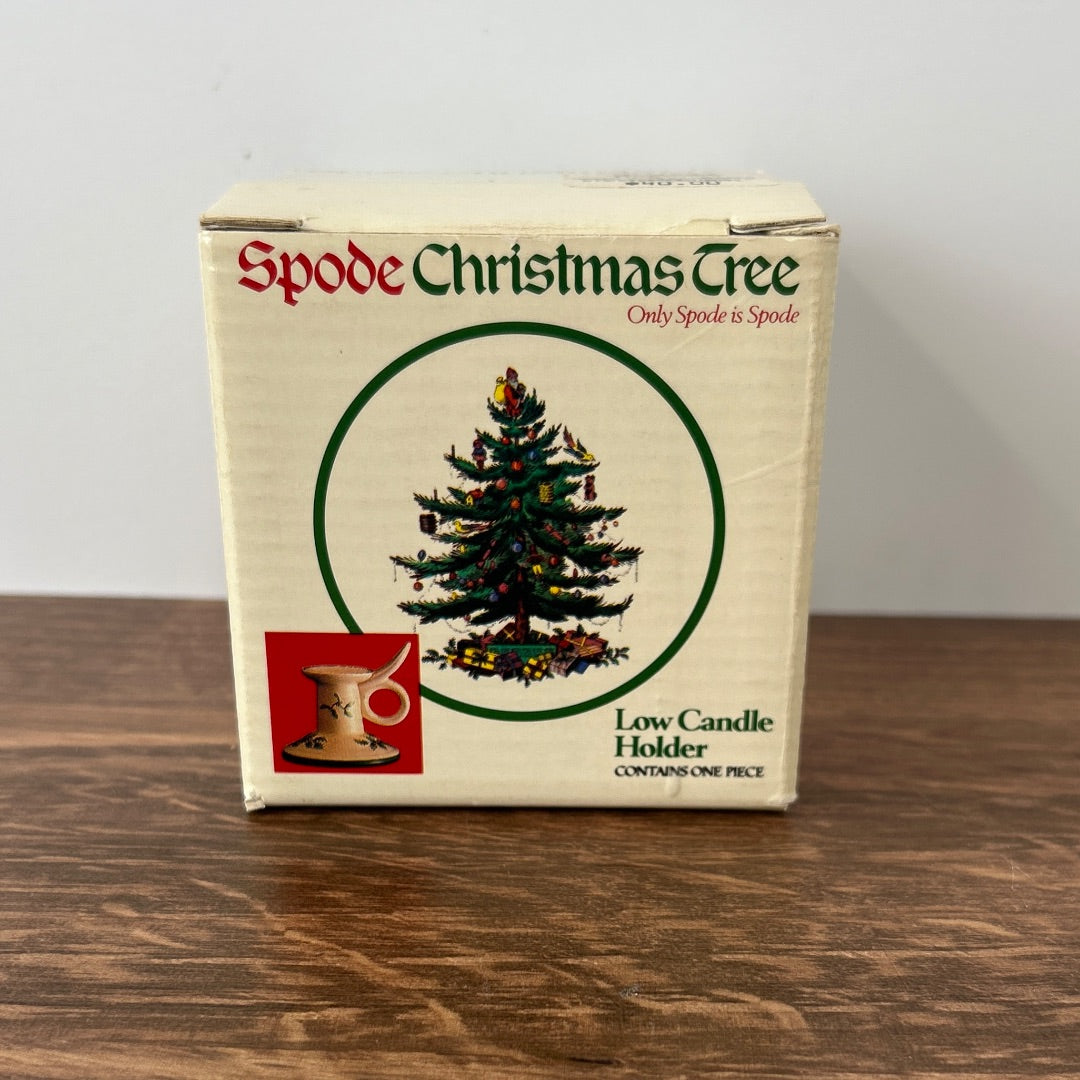 Spode Christmas Tree
Only Spode is Spode
Low Candle
Holder
CONTAINS ONE PIECE